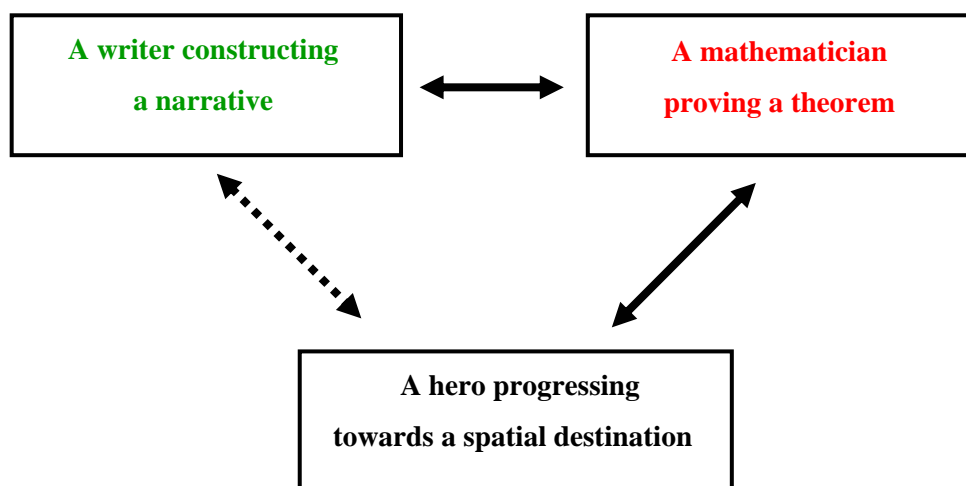 A writer constructing
a narrative
A mathematician
proving a theorem
A hero progressing
towards a spatial destination